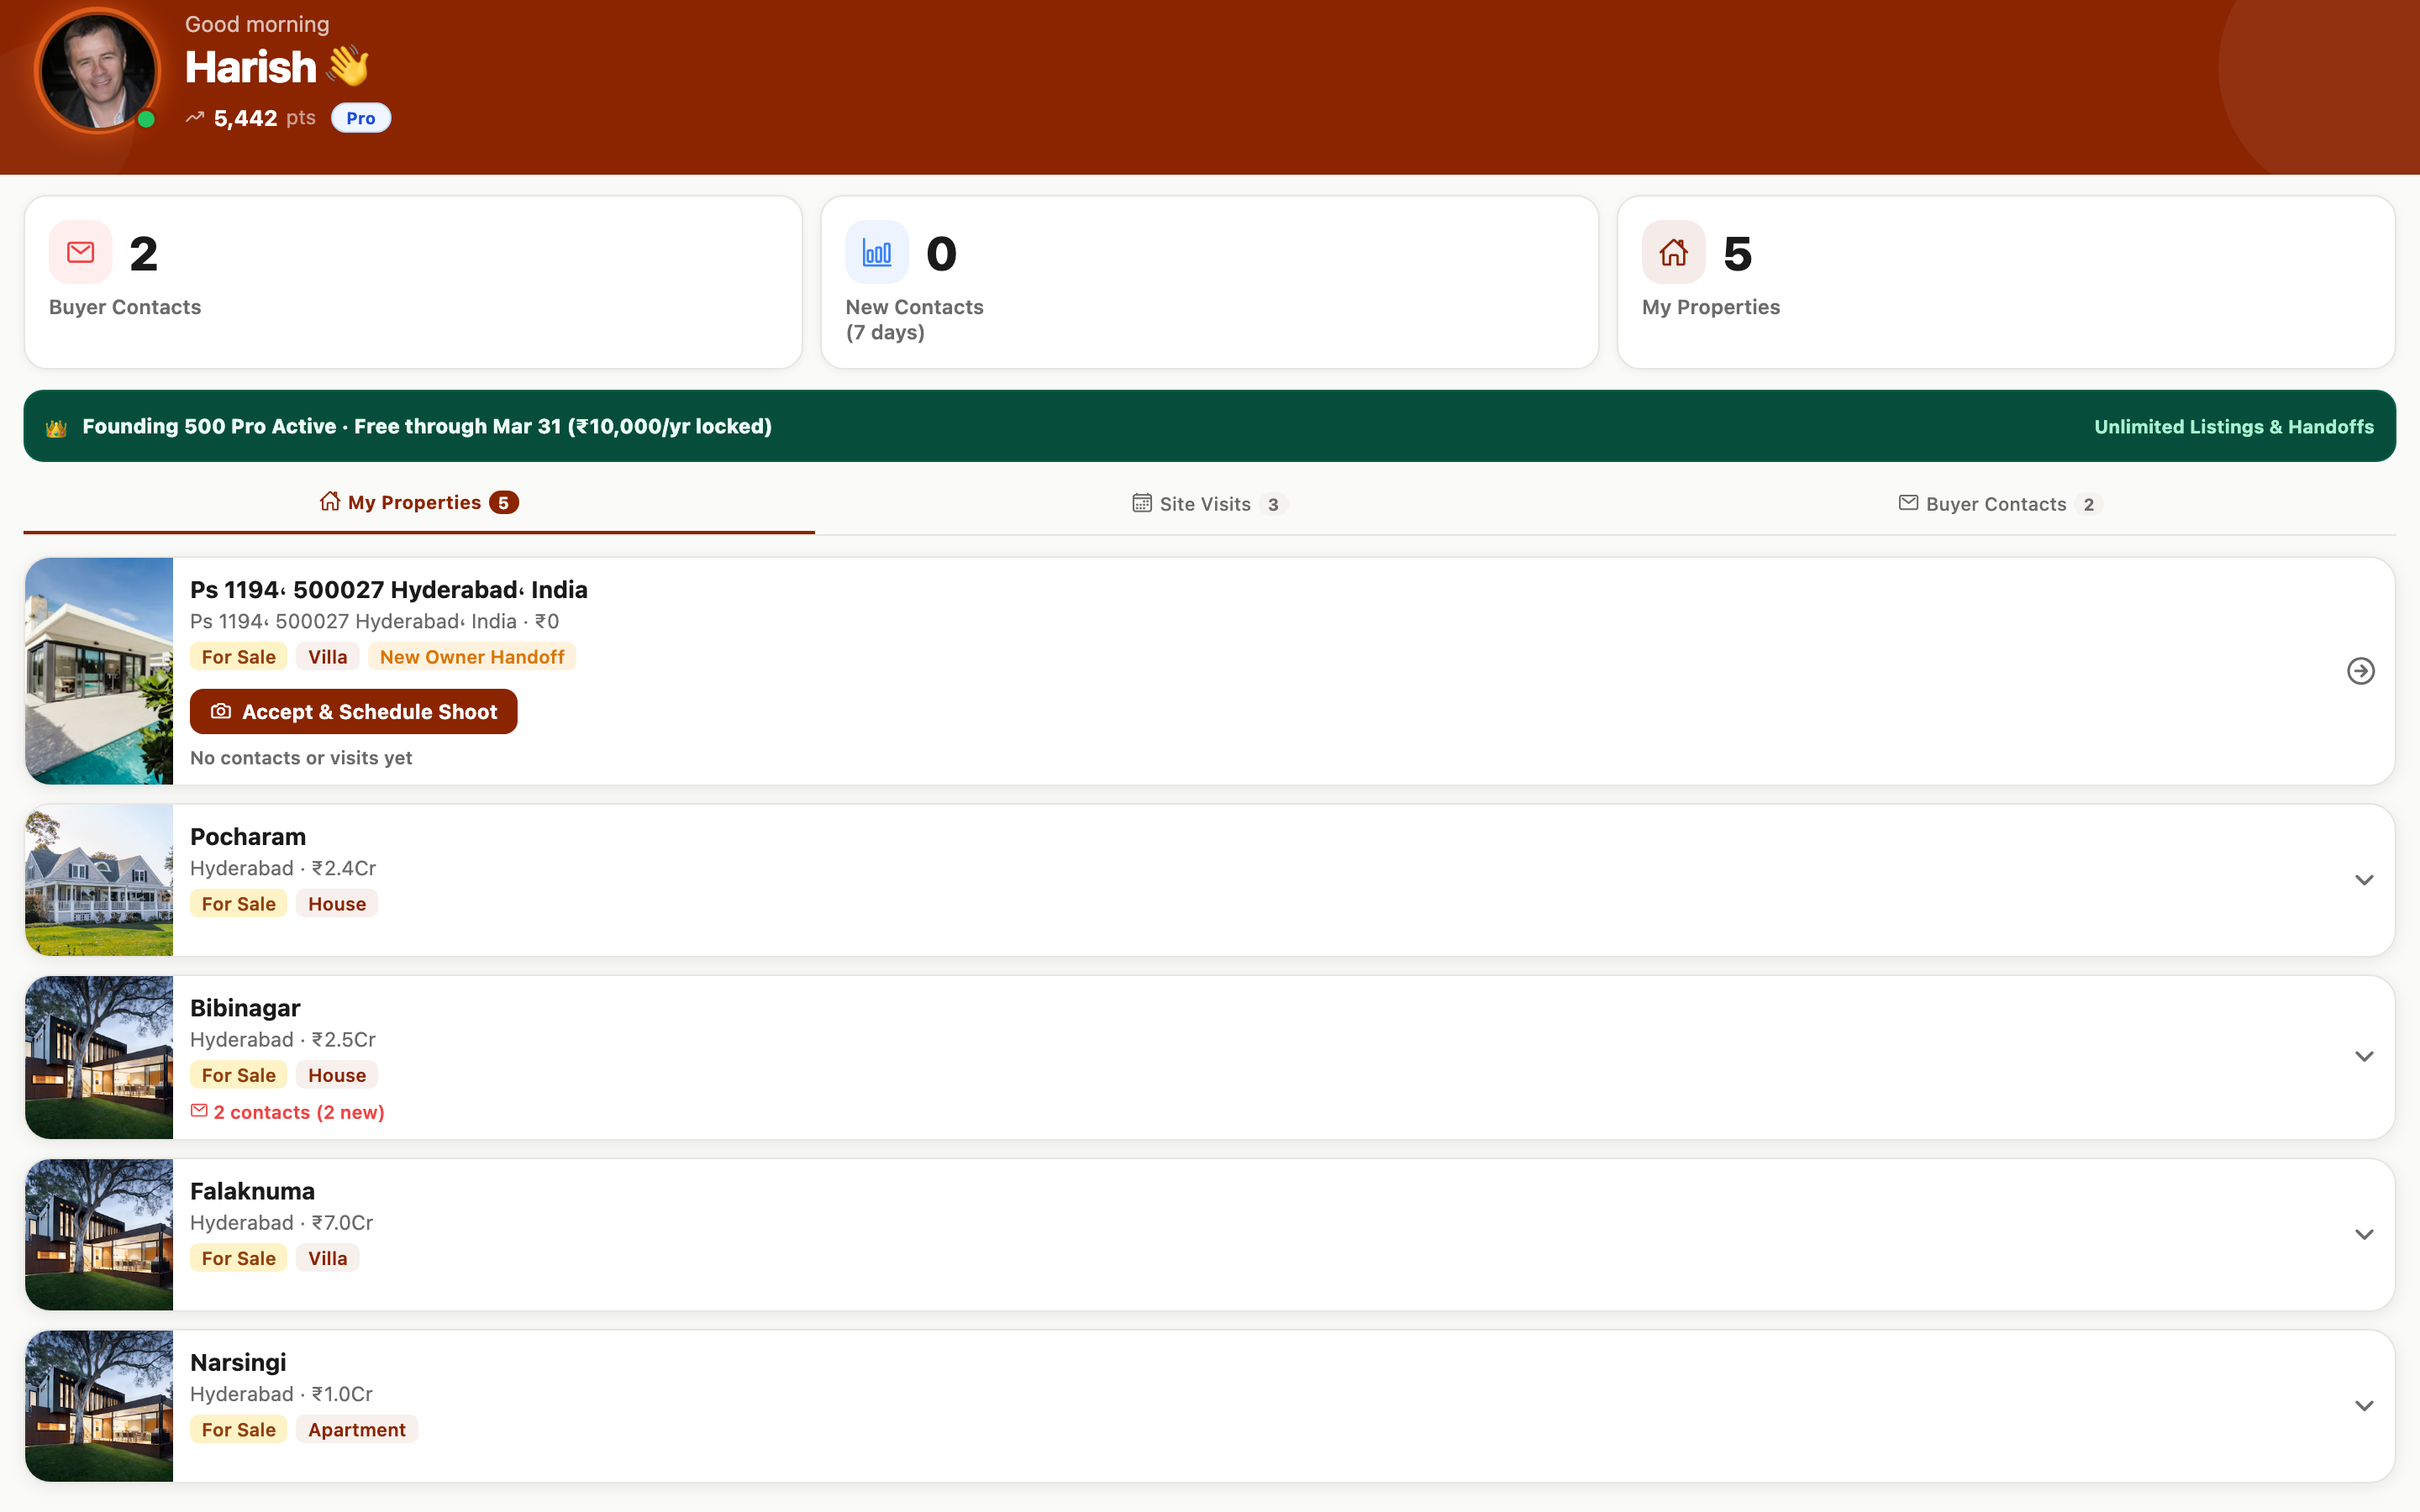 Good morning
Harish 👋
5,442 pts Pro
2
Buyer Contacts
0
New Contacts
(7 days)
5
My Properties
Founding 500 Pro Active · Free through Mar 31 (₹10,000/yr locked)
Unlimited Listings & Handoffs
My Properties 5
Site Visits 3
Buyer Contacts 2
Ps 1194، 500027 Hyderabad، India
Ps 1194، 500027 Hyderabad، India · ₹0
For Sale Villa New Owner Handoff
Accept & Schedule Shoot
No contacts or visits yet
Pocharam
Hyderabad · ₹2.4Cr
For Sale House
Bibinagar
Hyderabad · ₹2.5Cr
For Sale House
2 contacts (2 new)
Falaknuma
Hyderabad · ₹7.0Cr
For Sale Villa
Narsingi
Hyderabad · ₹1.0Cr
For Sale Apartment